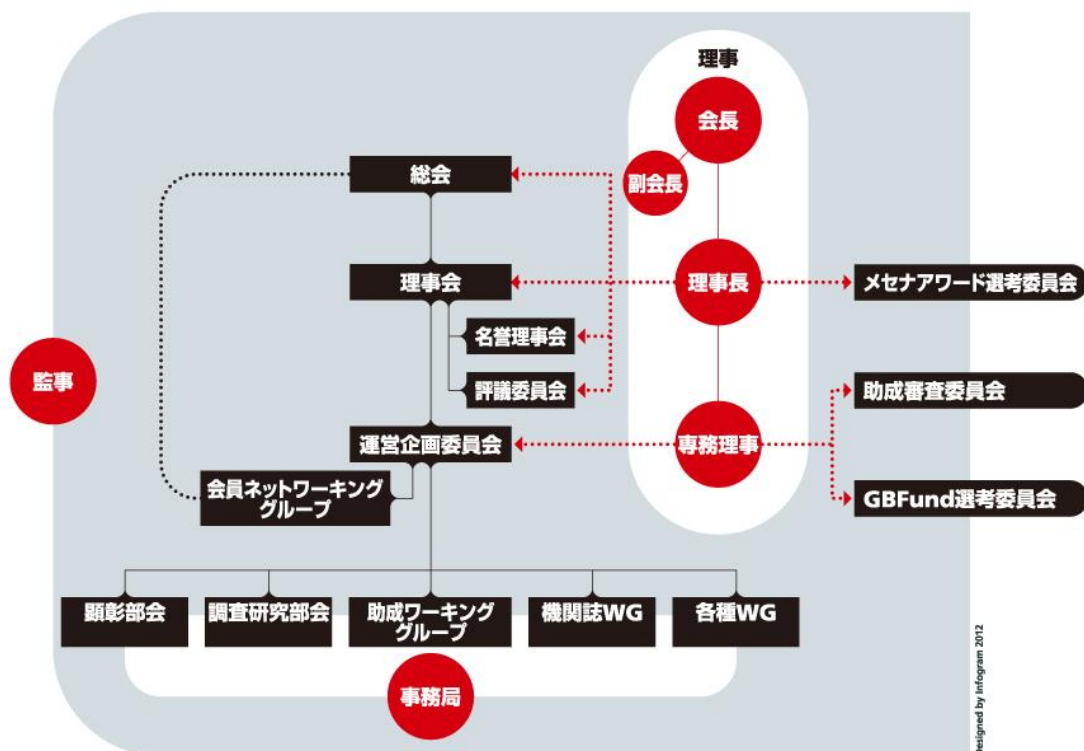 理事
会長
副会長
総会
理事会
理事長
メセナアワード選考委員会
名誉理事会
監事
評議委員会
助成審査委員会
運営企画委員会
専務理事
会員ネットワーキング
グループ
GBFund選考委員会
顕彰部会
調査研究部会
助成ワーキング
グループ
機関誌WG
各種WG
事務局
designed by Infogram 2012